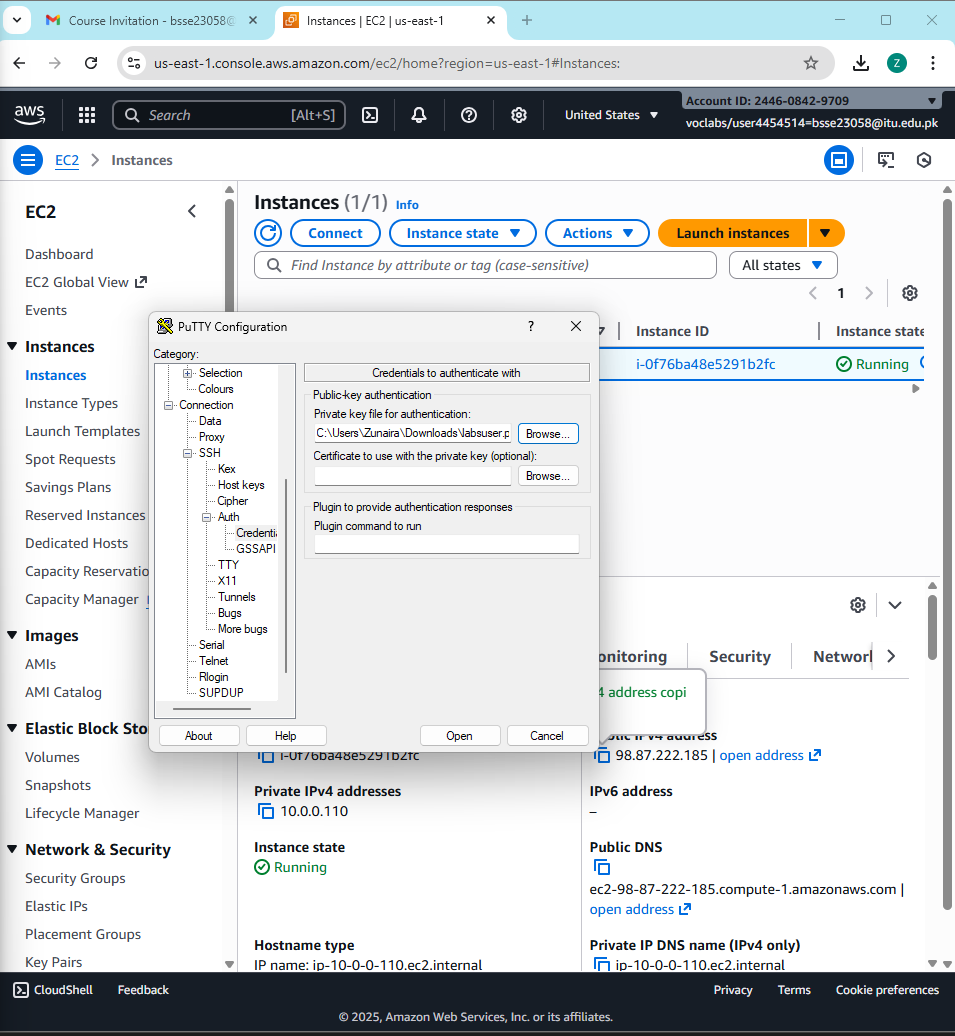 Course Invitation - bsse23058@
Instances | EC2 | us-east-1
us-east-1.console.aws.amazon.com/ec2/home?region=us-east-1#Instances:
Z
aws
Search
[Alt+S]
United States
Account ID: 2446-0842-9709
voclabs/user4454514=bsse23058@itu.edu.pk
EC2
Instances
EC2
Dashboard
EC2 Global View
Events
Instances
Instances
Instance Types
Launch Templates
Spot Requests
Savings Plans
Reserved Instances
Dedicated Hosts
Capacity Reservatio
Capacity Manager
Images
AMIs
AMI Catalog
Elastic Block Sto
Volumes
Snapshots
Lifecycle Manager
Network & Security
Security Groups
Elastic IPs
Placement Groups
Key Pairs
Instances (1/1) Info
Connect
Instance state
Actions
Launch instances
Find Instance by attribute or tag (case-sensitive)
All states
1
Instance ID
Instance state
i-0f76ba48e5291b2fc
Running
PuTTY Configuration
?
Category:
Selection
Colours
Connection
Data
Proxy
SSH
Kex
Host keys
Cipher
Auth
Credentia
GSSAPI
TTY
X11
Tunnels
Bugs
More bugs
Serial
Telnet
Rlogin
SUPDUP
Credentials to authenticate with
Public-key authentication
Private key file for authentication:
C:\Users\Zunaira\Downloads\labsuser.p
Browse...
Certificate to use with the private key (optional):
Browse...
Plugin to provide authentication responses
Plugin command to run
About
Help
Open
Cancel
onitoring
Security
Network
4 address copi
i-0f76ba48e5291b2fc
Public IPv4 address
98.87.222.185 | open address
Private IPv4 addresses
10.0.0.110
IPv6 address
–
Instance state
Running
Public DNS
ec2-98-87-222-185.compute-1.amazonaws.com |
open address
Hostname type
IP name: ip-10-0-0-110.ec2.internal
Private IP DNS name (IPv4 only)
ip-10-0-0-110.ec2.internal
CloudShell
Feedback
Privacy
Terms
Cookie preferences
© 2025, Amazon Web Services, Inc. or its affiliates.